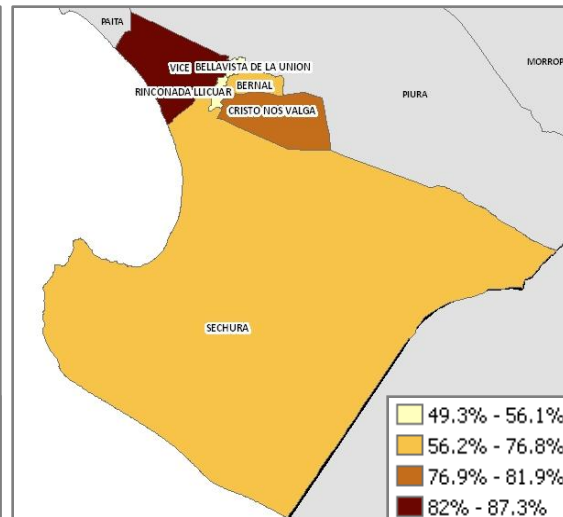 PAITA
MORROP
VICE
BELLAVISTA DE LA UNION
RINCONADA LLICUAR
BERNAL
PIURA
CRISTO NOS VALGA
SECHURA
49.3% - 56.1%
56.2% - 76.8%
76.9% - 81.9%
82% - 87.3%